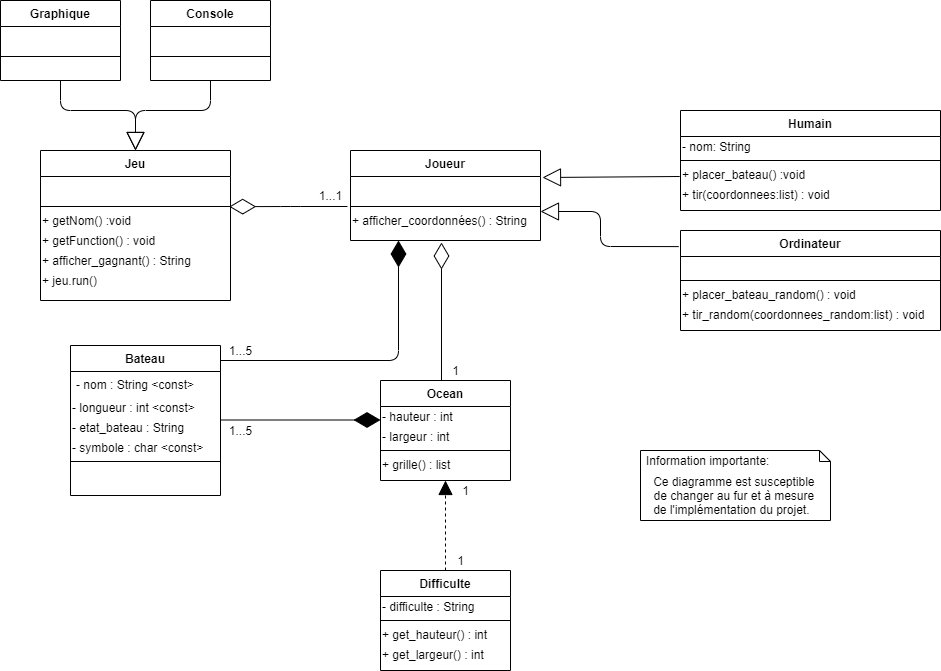 Graphique
Console
Jeu
+ getNom() :void
+ getFunction() : void
+ afficher_gagnant() : String
+ jeu.run()
1...1
Joueur
+ afficher_coordonnées() : String
Humain
- nom: String
+ placer_bateau() :void
+ tir(coordonnees:list) : void
Ordinateur
+ placer_bateau_random() : void
+ tir_random(coordonnees_random:list) : void
1...5
Bateau
- nom : String <const>
- longueur : int <const>
- etat_bateau : String
- symbole : char <const>
1...5
1
Ocean
- hauteur : int
- largeur : int
+ grille() : list
1
1
Difficulte
- difficulte : String
+ get_hauteur() : int
+ get_largeur() : int
Information importante:
Ce diagramme est susceptible
de changer au fur et à mesure
de l'implémentation du projet.